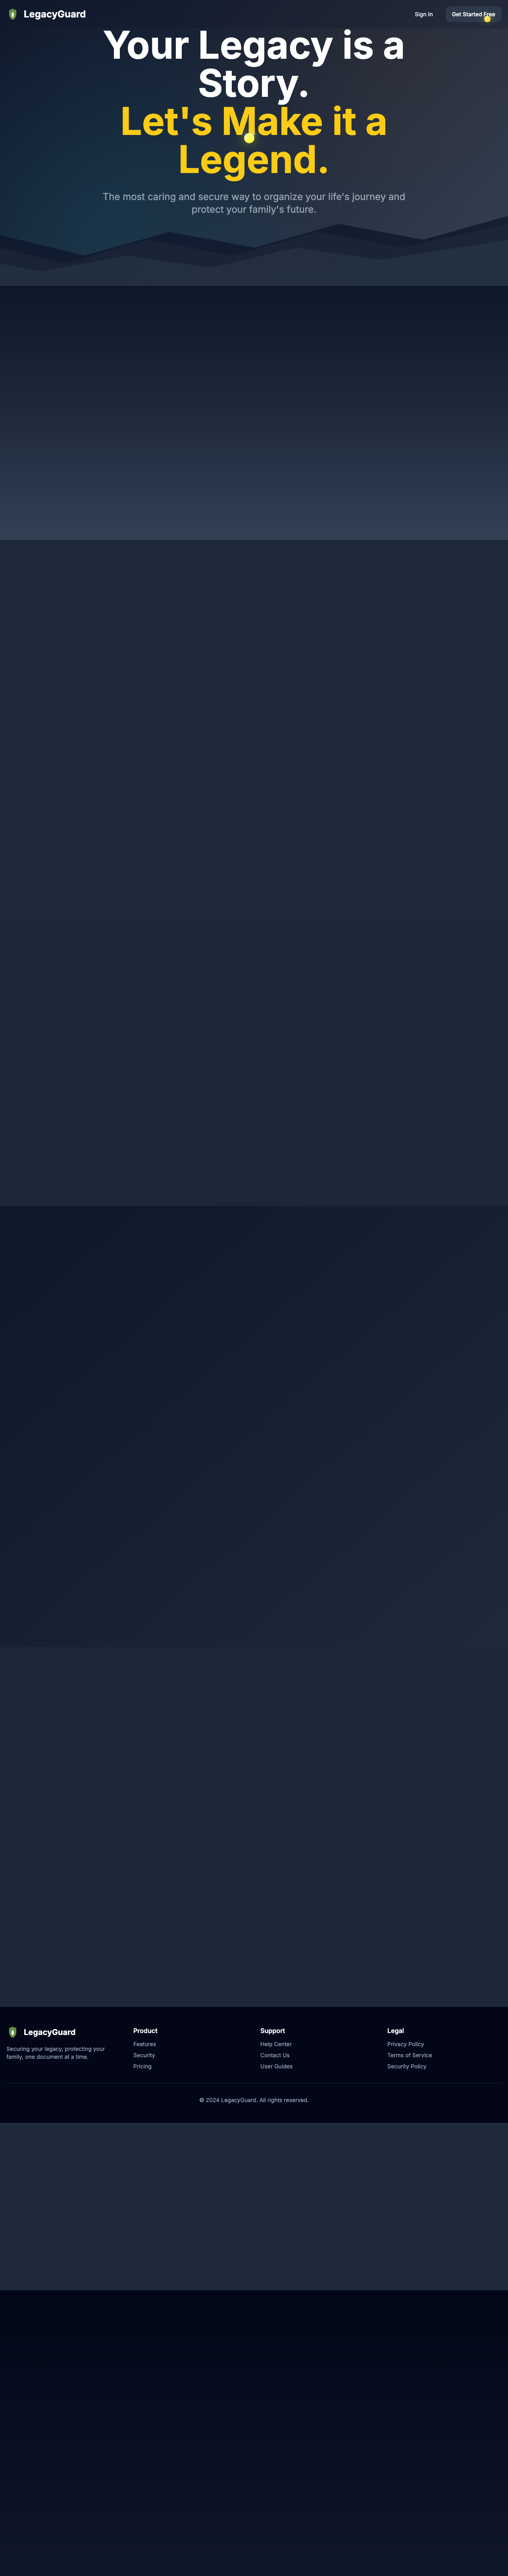 LegacyGuard
Sign In
Get Started Free
Your Legacy is a
Story.
Let's Make it a
Legend.
The most caring and secure way to organize your life's journey and
protect your family's future.
LegacyGuard
Securing your legacy, protecting your
family, one document at a time.
Product
Features
Security
Pricing
Support
Help Center
Contact Us
User Guides
Legal
Privacy Policy
Terms of Service
Security Policy
© 2024 LegacyGuard. All rights reserved.